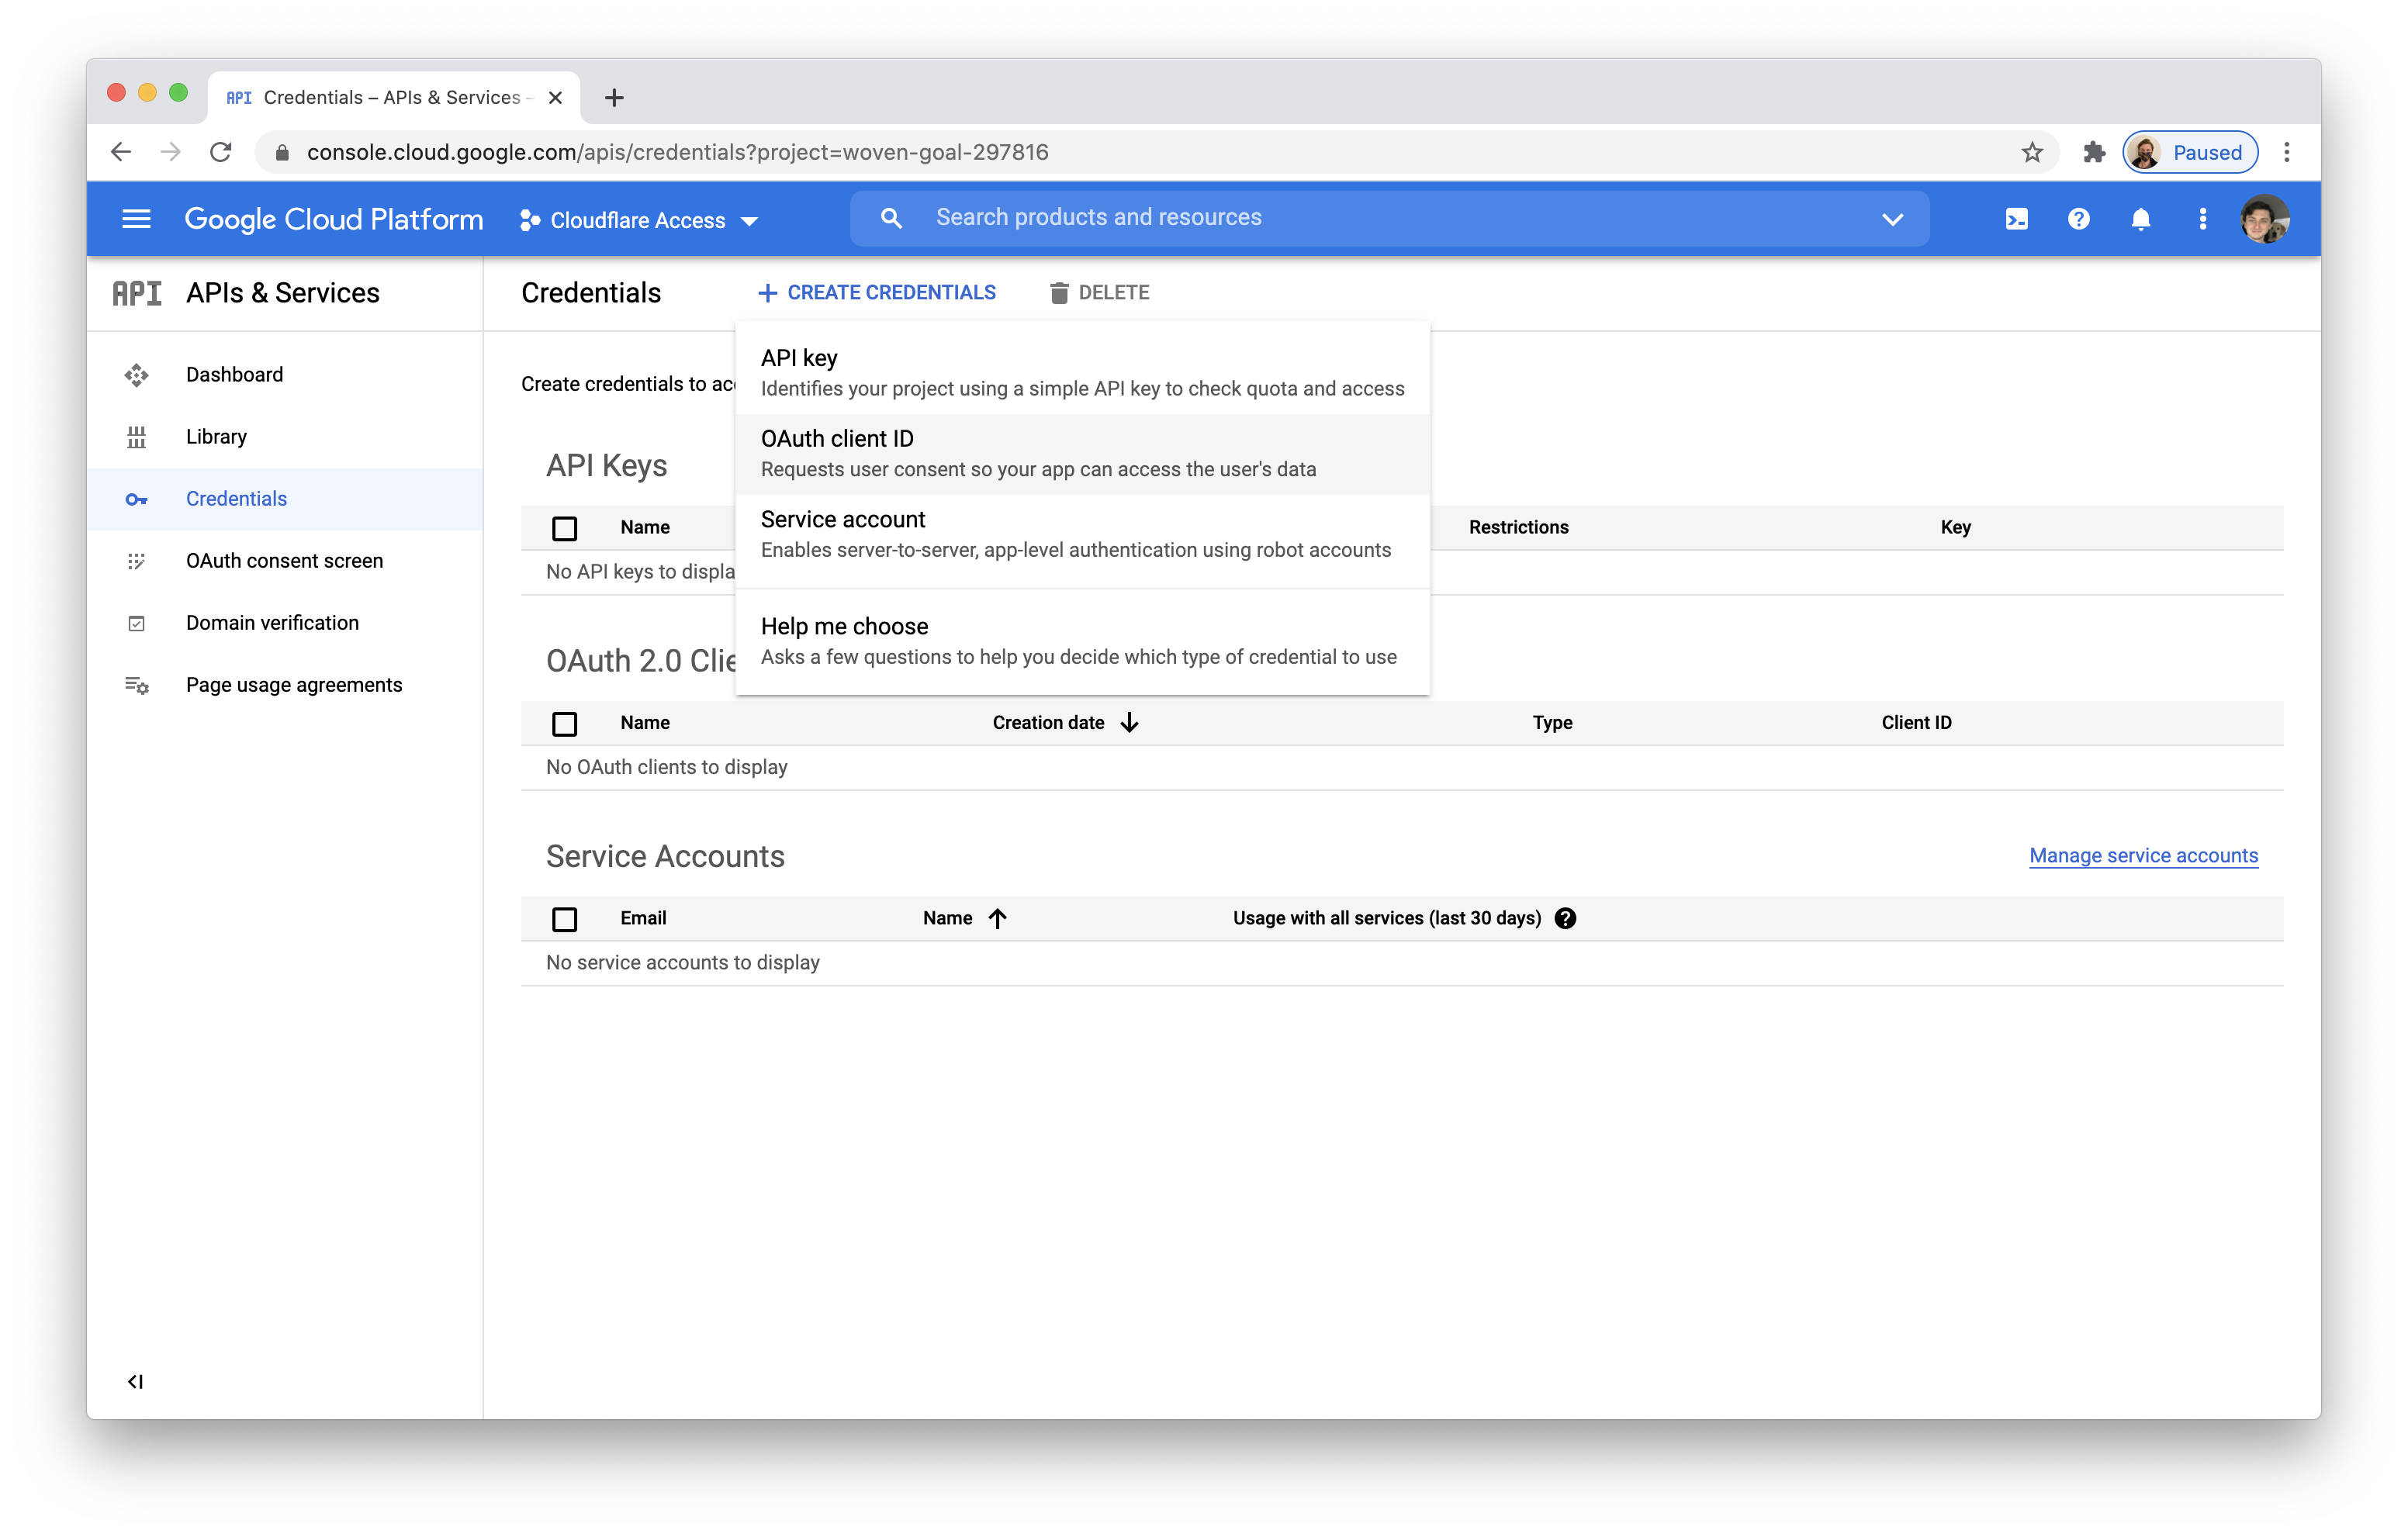 API Credentials – APIs & Services –
console.cloud.google.com/apis/credentials?project=woven-goal-297816
Paused
Google Cloud Platform
Cloudflare Access
Search products and resources
API APIs & Services
Credentials
CREATE CREDENTIALS
DELETE
Dashboard
Library
Credentials
OAuth consent screen
Domain verification
Page usage agreements
Create credentials to acc
API key
Identifies your project using a simple API key to check quota and access
OAuth client ID
Requests user consent so your app can access the user's data
Service account
Enables server-to-server, app-level authentication using robot accounts
Help me choose
Asks a few questions to help you decide which type of credential to use
API Keys
Name Restrictions Key
No API keys to displa
OAuth 2.0 Clie
Name Creation date Type Client ID
No OAuth clients to display
Service Accounts
Manage service accounts
Email Name Usage with all services (last 30 days)
No service accounts to display